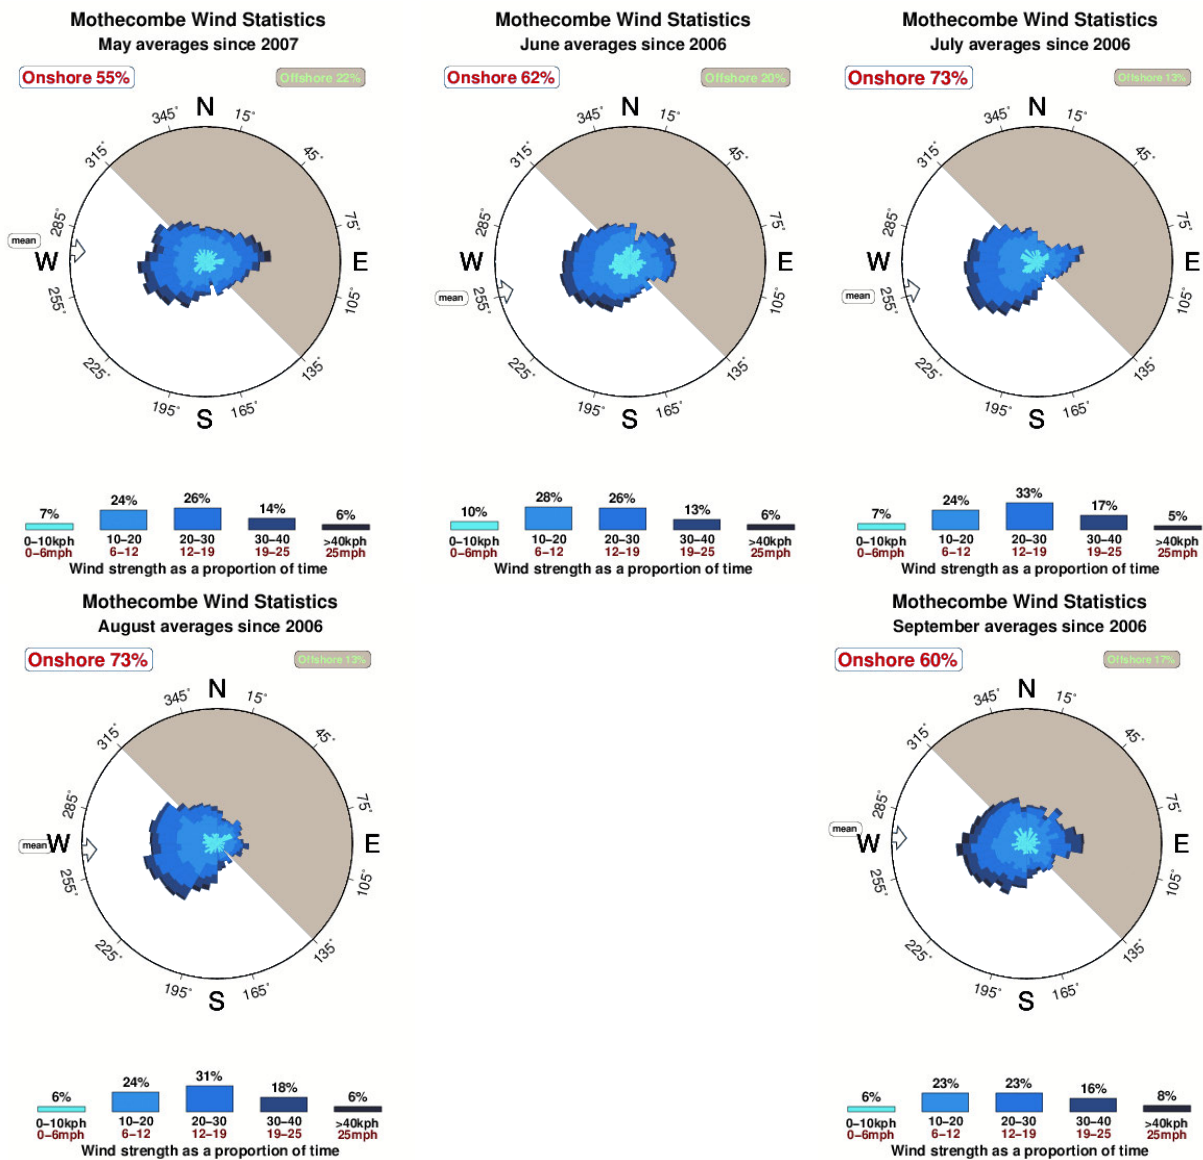 Mothecombe Wind Statistics
May averages since 2007
Onshore 55%
Offshore 22%
N
345°
15°
315°
45°
285°
75°
mean
W
E
255°
105°
225°
135°
195°
165°
S
7%
24%
26%
14%
6%
0–10kph
10–20
20–30
30–40
>40kph
0–6mph
6–12
12–19
19–25
25mph
Wind strength as a proportion of time
Mothecombe Wind Statistics
June averages since 2006
Onshore 62%
Offshore 20%
N
345°
15°
315°
45°
285°
75°
W
E
mean
255°
105°
225°
135°
195°
165°
S
10%
28%
26%
13%
6%
0–10kph
10–20
20–30
30–40
>40kph
0–6mph
6–12
12–19
19–25
25mph
Wind strength as a proportion of time
Mothecombe Wind Statistics
July averages since 2006
Onshore 73%
Offshore 13%
N
345°
15°
315°
45°
285°
75°
W
E
mean
255°
105°
225°
135°
195°
165°
S
7%
24%
33%
17%
5%
0–10kph
10–20
20–30
30–40
>40kph
0–6mph
6–12
12–19
19–25
25mph
Wind strength as a proportion of time
Mothecombe Wind Statistics
August averages since 2006
Onshore 73%
Offshore 13%
N
345°
15°
315°
45°
285°
75°
mean
W
E
255°
105°
225°
135°
195°
165°
S
6%
24%
31%
18%
6%
0–10kph
10–20
20–30
30–40
>40kph
0–6mph
6–12
12–19
19–25
25mph
Wind strength as a proportion of time
Mothecombe Wind Statistics
September averages since 2006
Onshore 60%
Offshore 17%
N
345°
15°
315°
45°
285°
75°
mean
W
E
255°
105°
225°
135°
195°
165°
S
6%
23%
23%
16%
8%
0–10kph
10–20
20–30
30–40
>40kph
0–6mph
6–12
12–19
19–25
25mph
Wind strength as a proportion of time